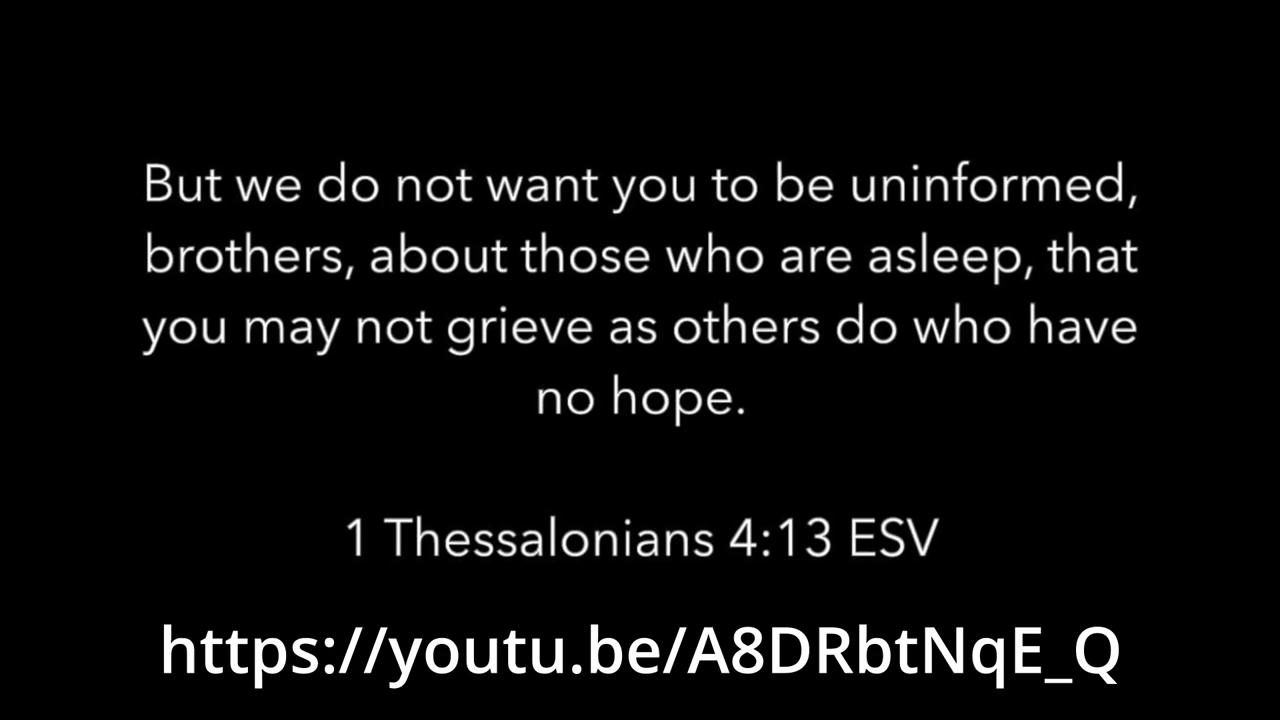 But we do not want you to be uninformed,
brothers, about those who are asleep, that
you may not grieve as others do who have
no hope.
1 Thessalonians 4:13 ESV
https://youtu.be/A8DRbtNqE_Q